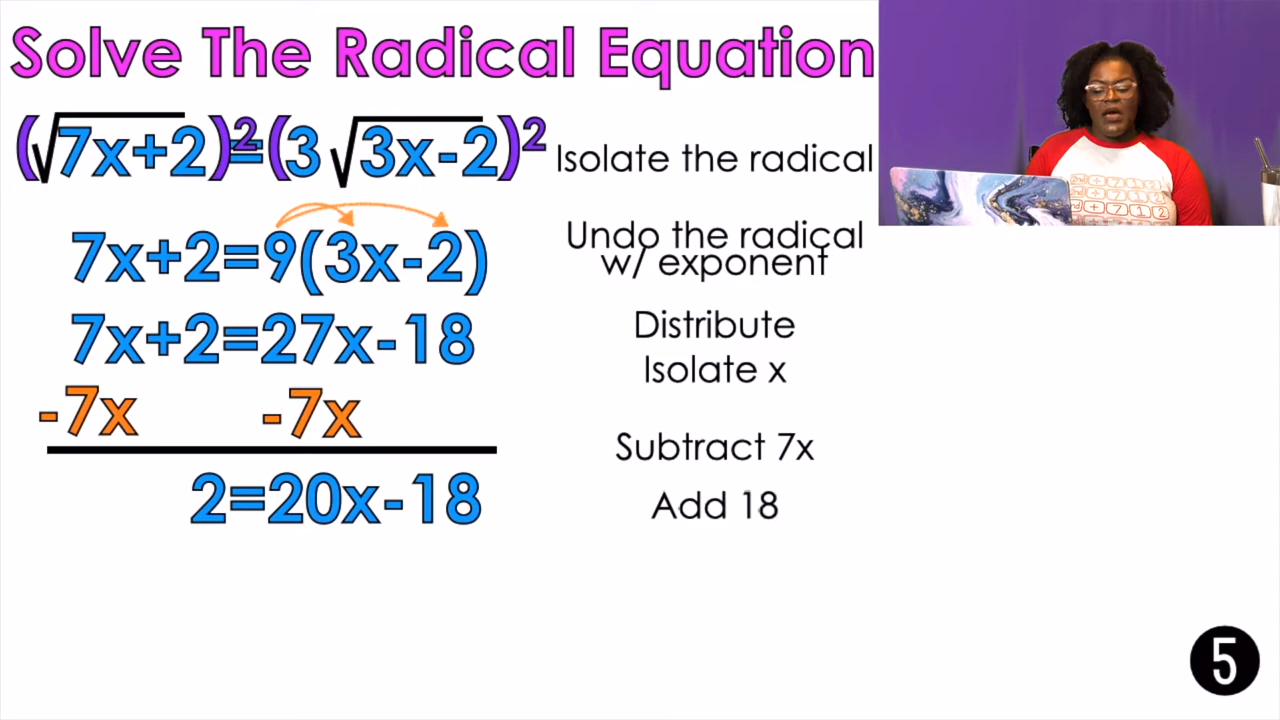 Solve The Radical Equation
(√7x+2)²=(3√3x-2)² Isolate the radical
7x+2=9(3x-2) Undo the radical
w/ exponent
7x+2=27x-18 Distribute
Isolate x
-7x -7x
Subtract 7x
2=20x-18 Add 18
5